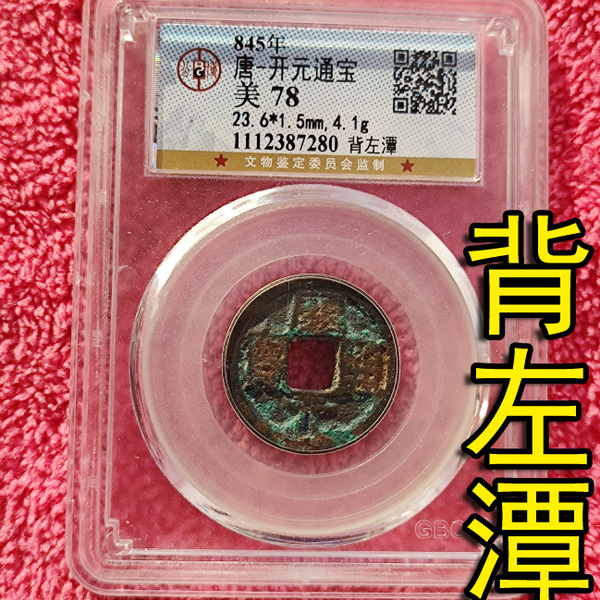 845年
唐-开元通宝
美 78
23.6*1.5mm,4.1g
1112387280 背左潭
★ 文物鉴定委员会监制 ★
背左潭
GBC